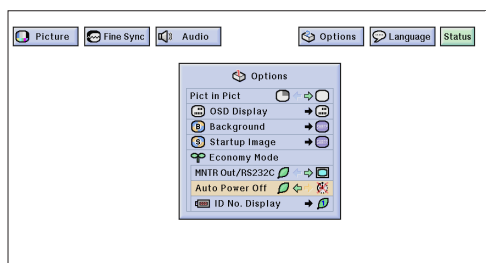 Picture
Fine Sync
Audio
Options
Language
Status
Options
Pict in Pict
OSD Display
B Background
S Startup Image
Economy Mode
MNTR Out/RS232C
Auto Power Off
ID No. Display 1